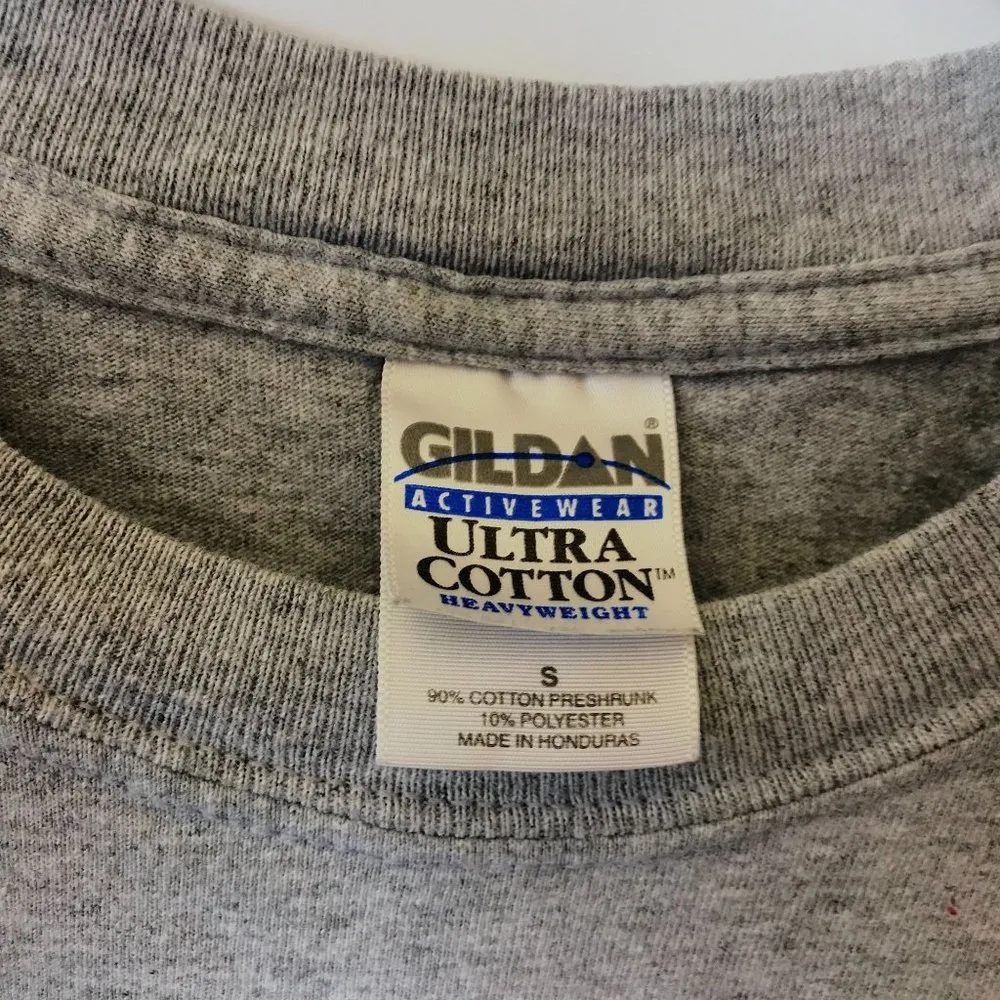 GILDAN®
ACTIVEWEAR
ULTRA
COTTON™
HEAVYWEIGHT
S
90% COTTON PRESHRUNK
10% POLYESTER
MADE IN HONDURAS